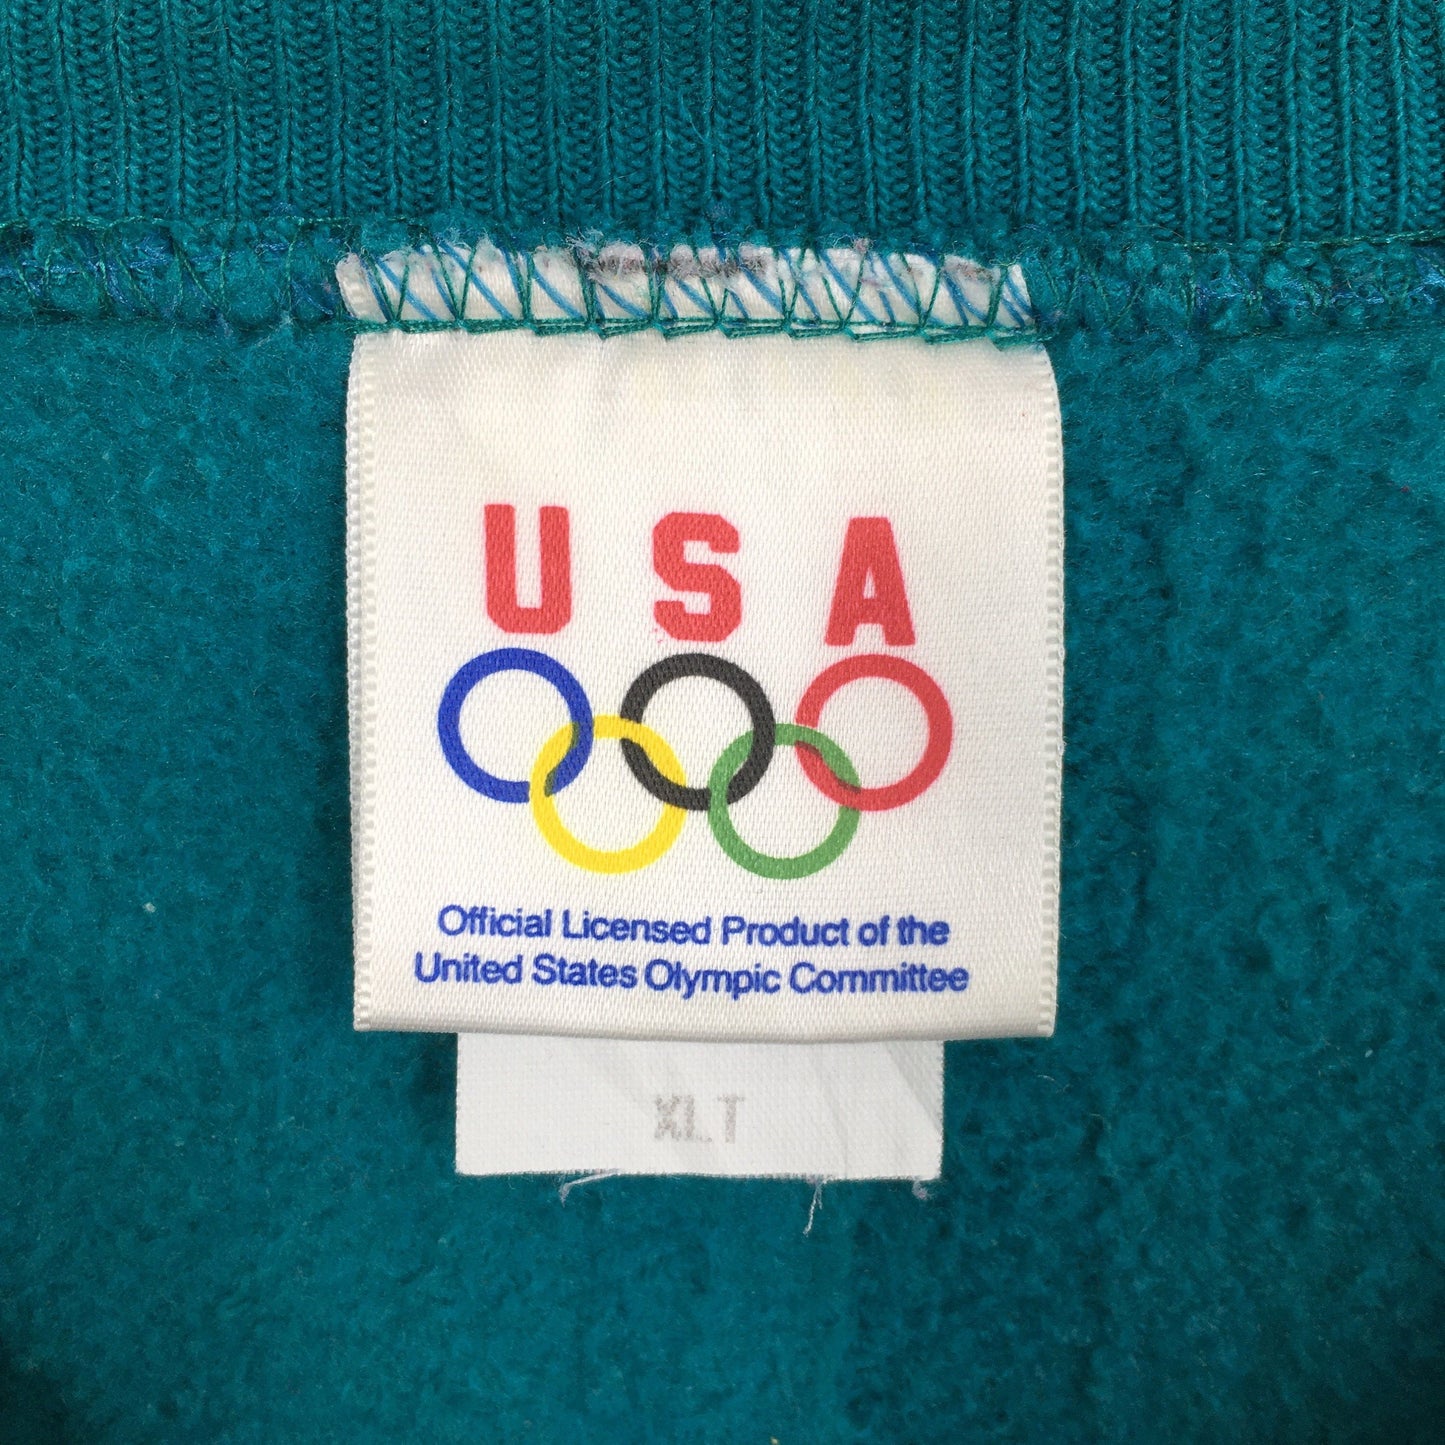 USA
Official Licensed Product of the
United States Olympic Committee
XLT